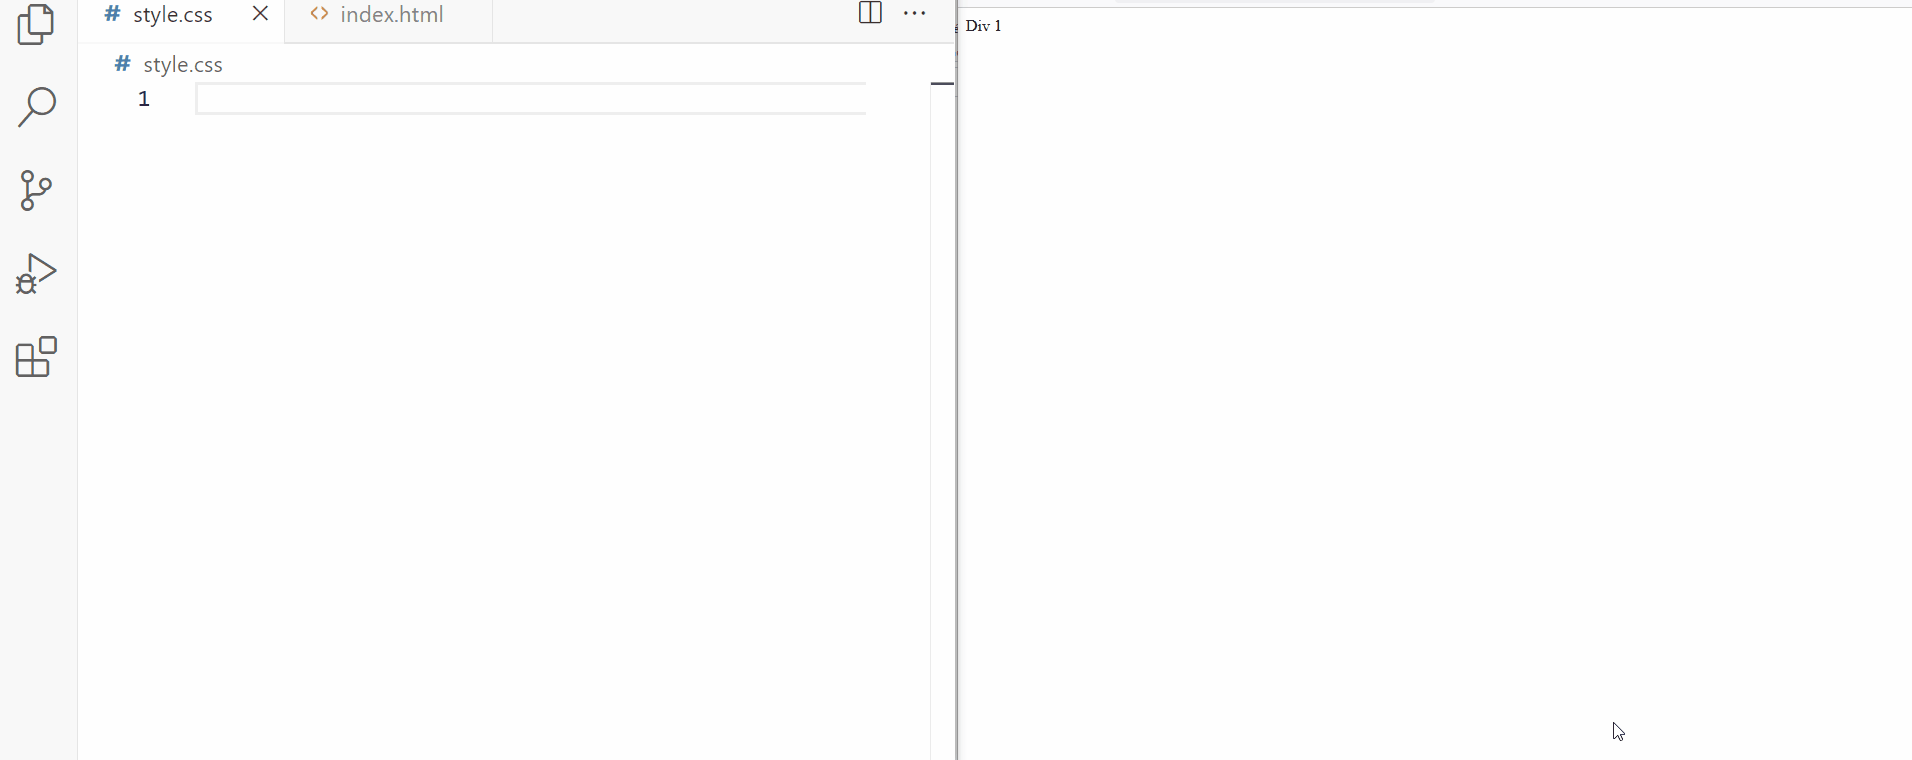 # style.css
<> index.html
...
# style.css
1
Div 1